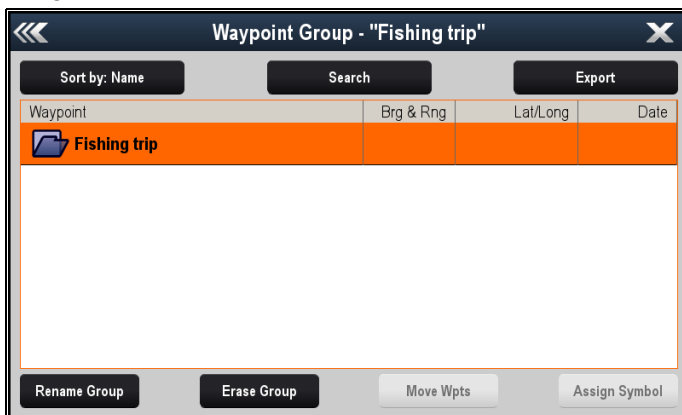 Waypoint Group - "Fishing trip"
Sort by: Name Search Export
Waypoint Brg & Rng Lat/Long Date
Fishing trip
Rename Group Erase Group Move Wpts Assign Symbol